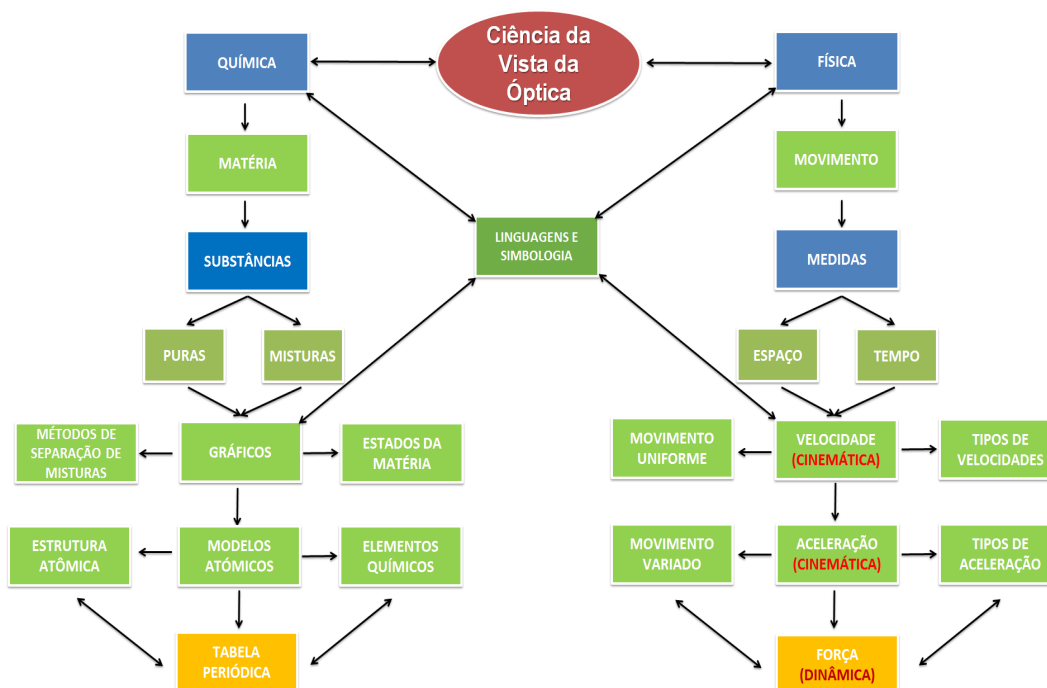 Ciência da
Vista da
Óptica
QUÍMICA
FÍSICA
MATÉRIA
MOVIMENTO
LINGUAGENS E
SIMBOLOGIA
SUBSTÂNCIAS
MEDIDAS
PURAS
MISTURAS
ESPAÇO
TEMPO
MÉTODOS DE
SEPARAÇÃO DE
MISTURAS
GRÁFICOS
ESTADOS DA
MATÉRIA
MOVIMENTO
UNIFORME
VELOCIDADE
(CINEMÁTICA)
TIPOS DE
VELOCIDADES
ESTRUTURA
ATÔMICA
MODELOS
ATÓMICOS
ELEMENTOS
QUÍMICOS
MOVIMENTO
VARIADO
ACELERAÇÃO
(CINEMÁTICA)
TIPOS DE
ACELERAÇÃO
TABELA
PERIÓDICA
FORÇA
(DINÂMICA)